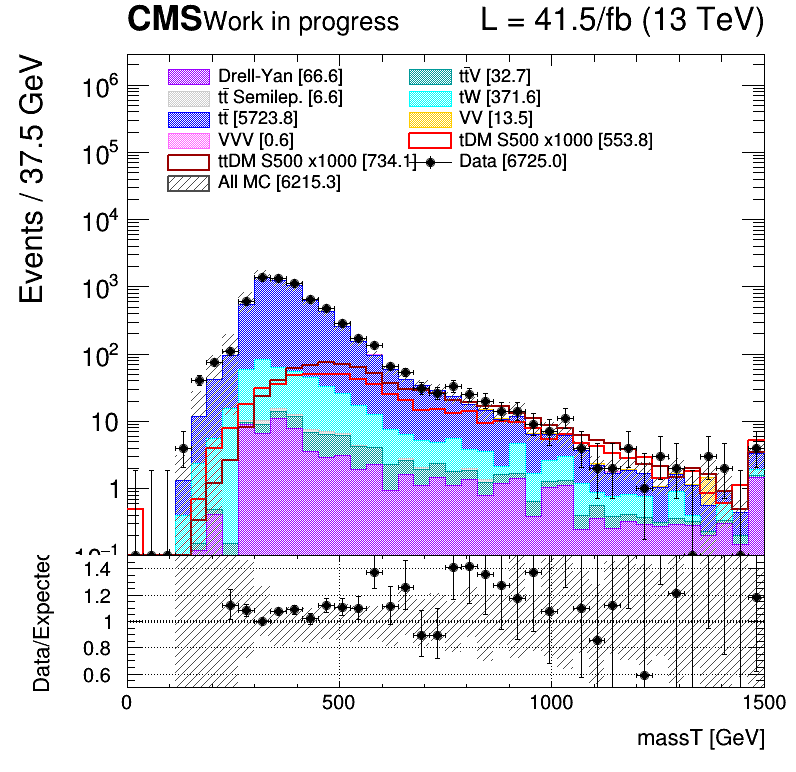 CMS Work in progress L = 41.5/fb (13 TeV)
Events / 37.5 GeV
Drell-Yan [66.6] tt̄V [32.7]
tt̄ Semilep. [6.6] tW [371.6]
tt̄ [5723.8] VV [13.5]
VVV [0.6] tDM S500 x1000 [553.8]
ttDM S500 x1000 [734.1] Data [6725.0]
All MC [6215.3]
10⁶
10⁵
10⁴
10³
10²
10
1
10⁻¹
Data/Expected
1.4
1.2
1
0.8
0.6
0 500 1000 1500
massT [GeV]